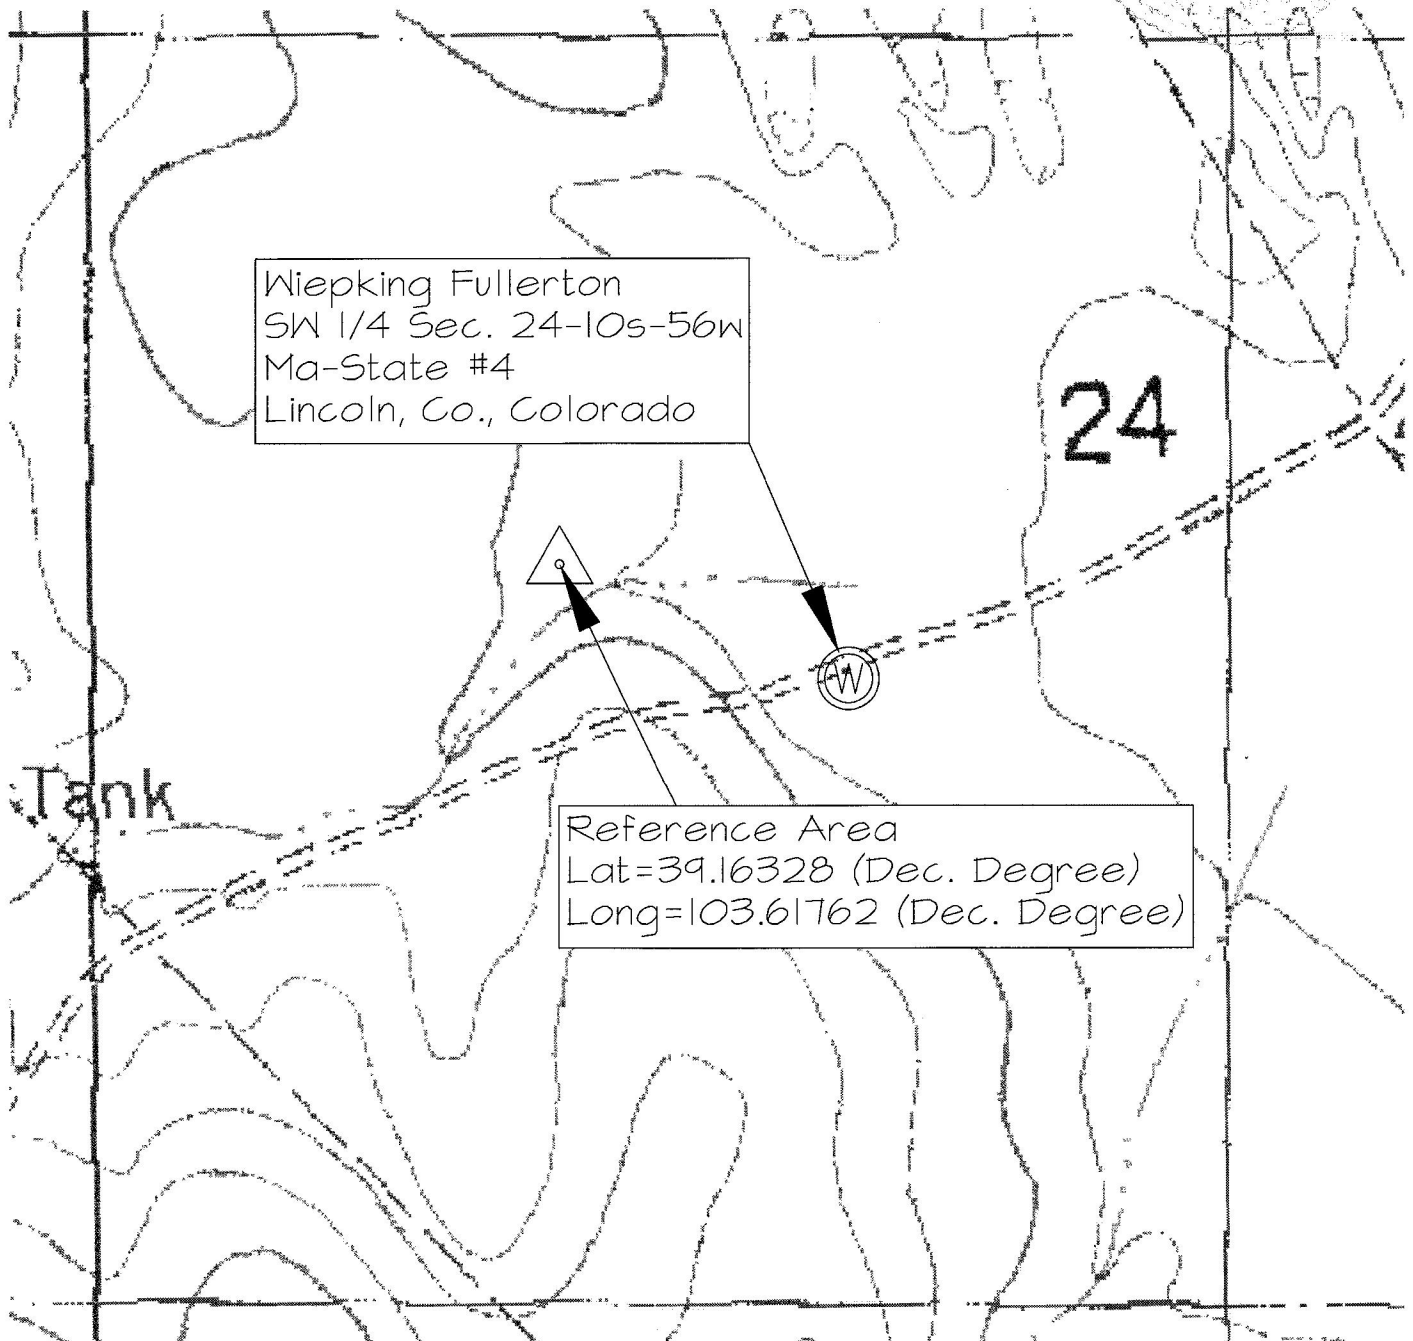 Wiepking Fullerton
SW 1/4 Sec. 24-10s-56w
Ma-State #4
Lincoln, Co., Colorado
24
W
Tank
Reference Area
Lat=39.16328 (Dec. Degree)
Long=103.61762 (Dec. Degree)